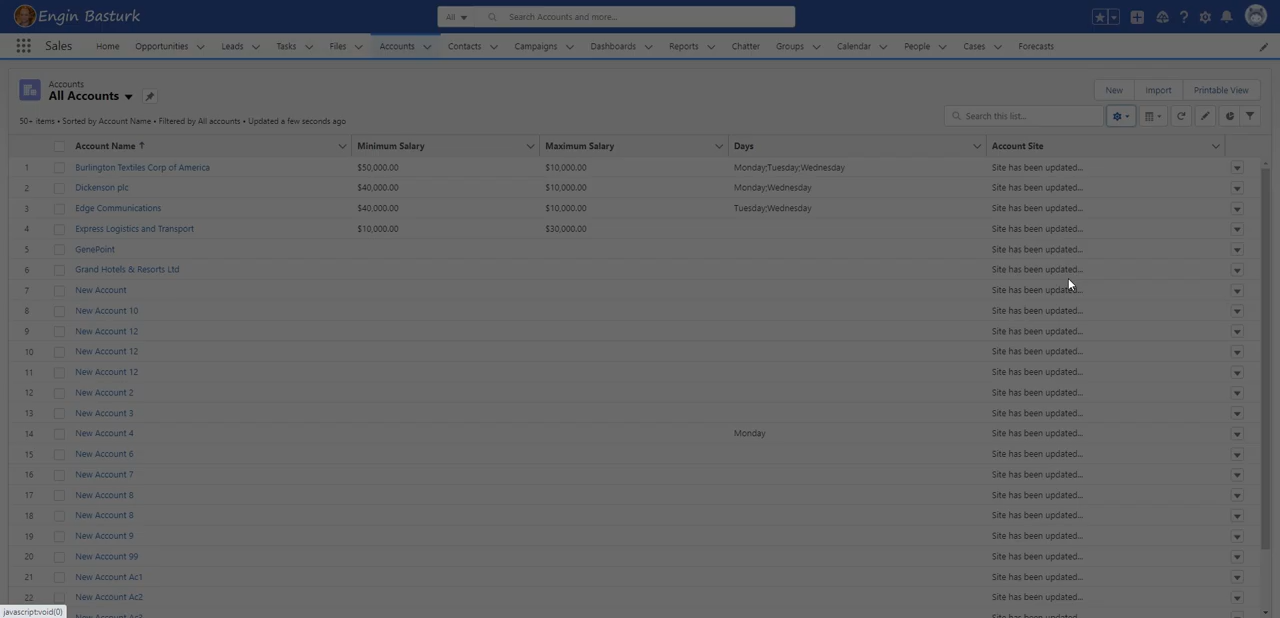 Engin Basturk
All
Search Accounts and more...
Sales
Home
Opportunities
Leads
Tasks
Files
Accounts
Contacts
Campaigns
Dashboards
Reports
Chatter
Groups
Calendar
People
Cases
Forecasts
Accounts
All Accounts
New
Import
Printable View
50+ items • Sorted by Account Name • Filtered by All accounts • Updated a few seconds ago
Search this list...
Account Name Minimum Salary Maximum Salary Days Account Site
1 Burlington Textiles Corp of America $50,000.00 $10,000.00 Monday;Tuesday;Wednesday Site has been updated...
2 Dickenson plc $40,000.00 $10,000.00 Monday;Wednesday Site has been updated...
3 Edge Communications $40,000.00 $10,000.00 Tuesday;Wednesday Site has been updated...
4 Express Logistics and Transport $10,000.00 $30,000.00 Site has been updated...
5 GenePoint Site has been updated...
6 Grand Hotels & Resorts Ltd Site has been updated...
7 New Account Site has been updated...
8 New Account 10 Site has been updated...
9 New Account 12 Site has been updated...
10 New Account 12 Site has been updated...
11 New Account 12 Site has been updated...
12 New Account 2 Site has been updated...
13 New Account 3 Site has been updated...
14 New Account 4 Monday Site has been updated...
15 New Account 6 Site has been updated...
16 New Account 7 Site has been updated...
17 New Account 8 Site has been updated...
18 New Account 8 Site has been updated...
19 New Account 9 Site has been updated...
20 New Account 99 Site has been updated...
21 New Account Ac1 Site has been updated...
22 New Account Ac2 Site has been updated...
javascript:void(0)